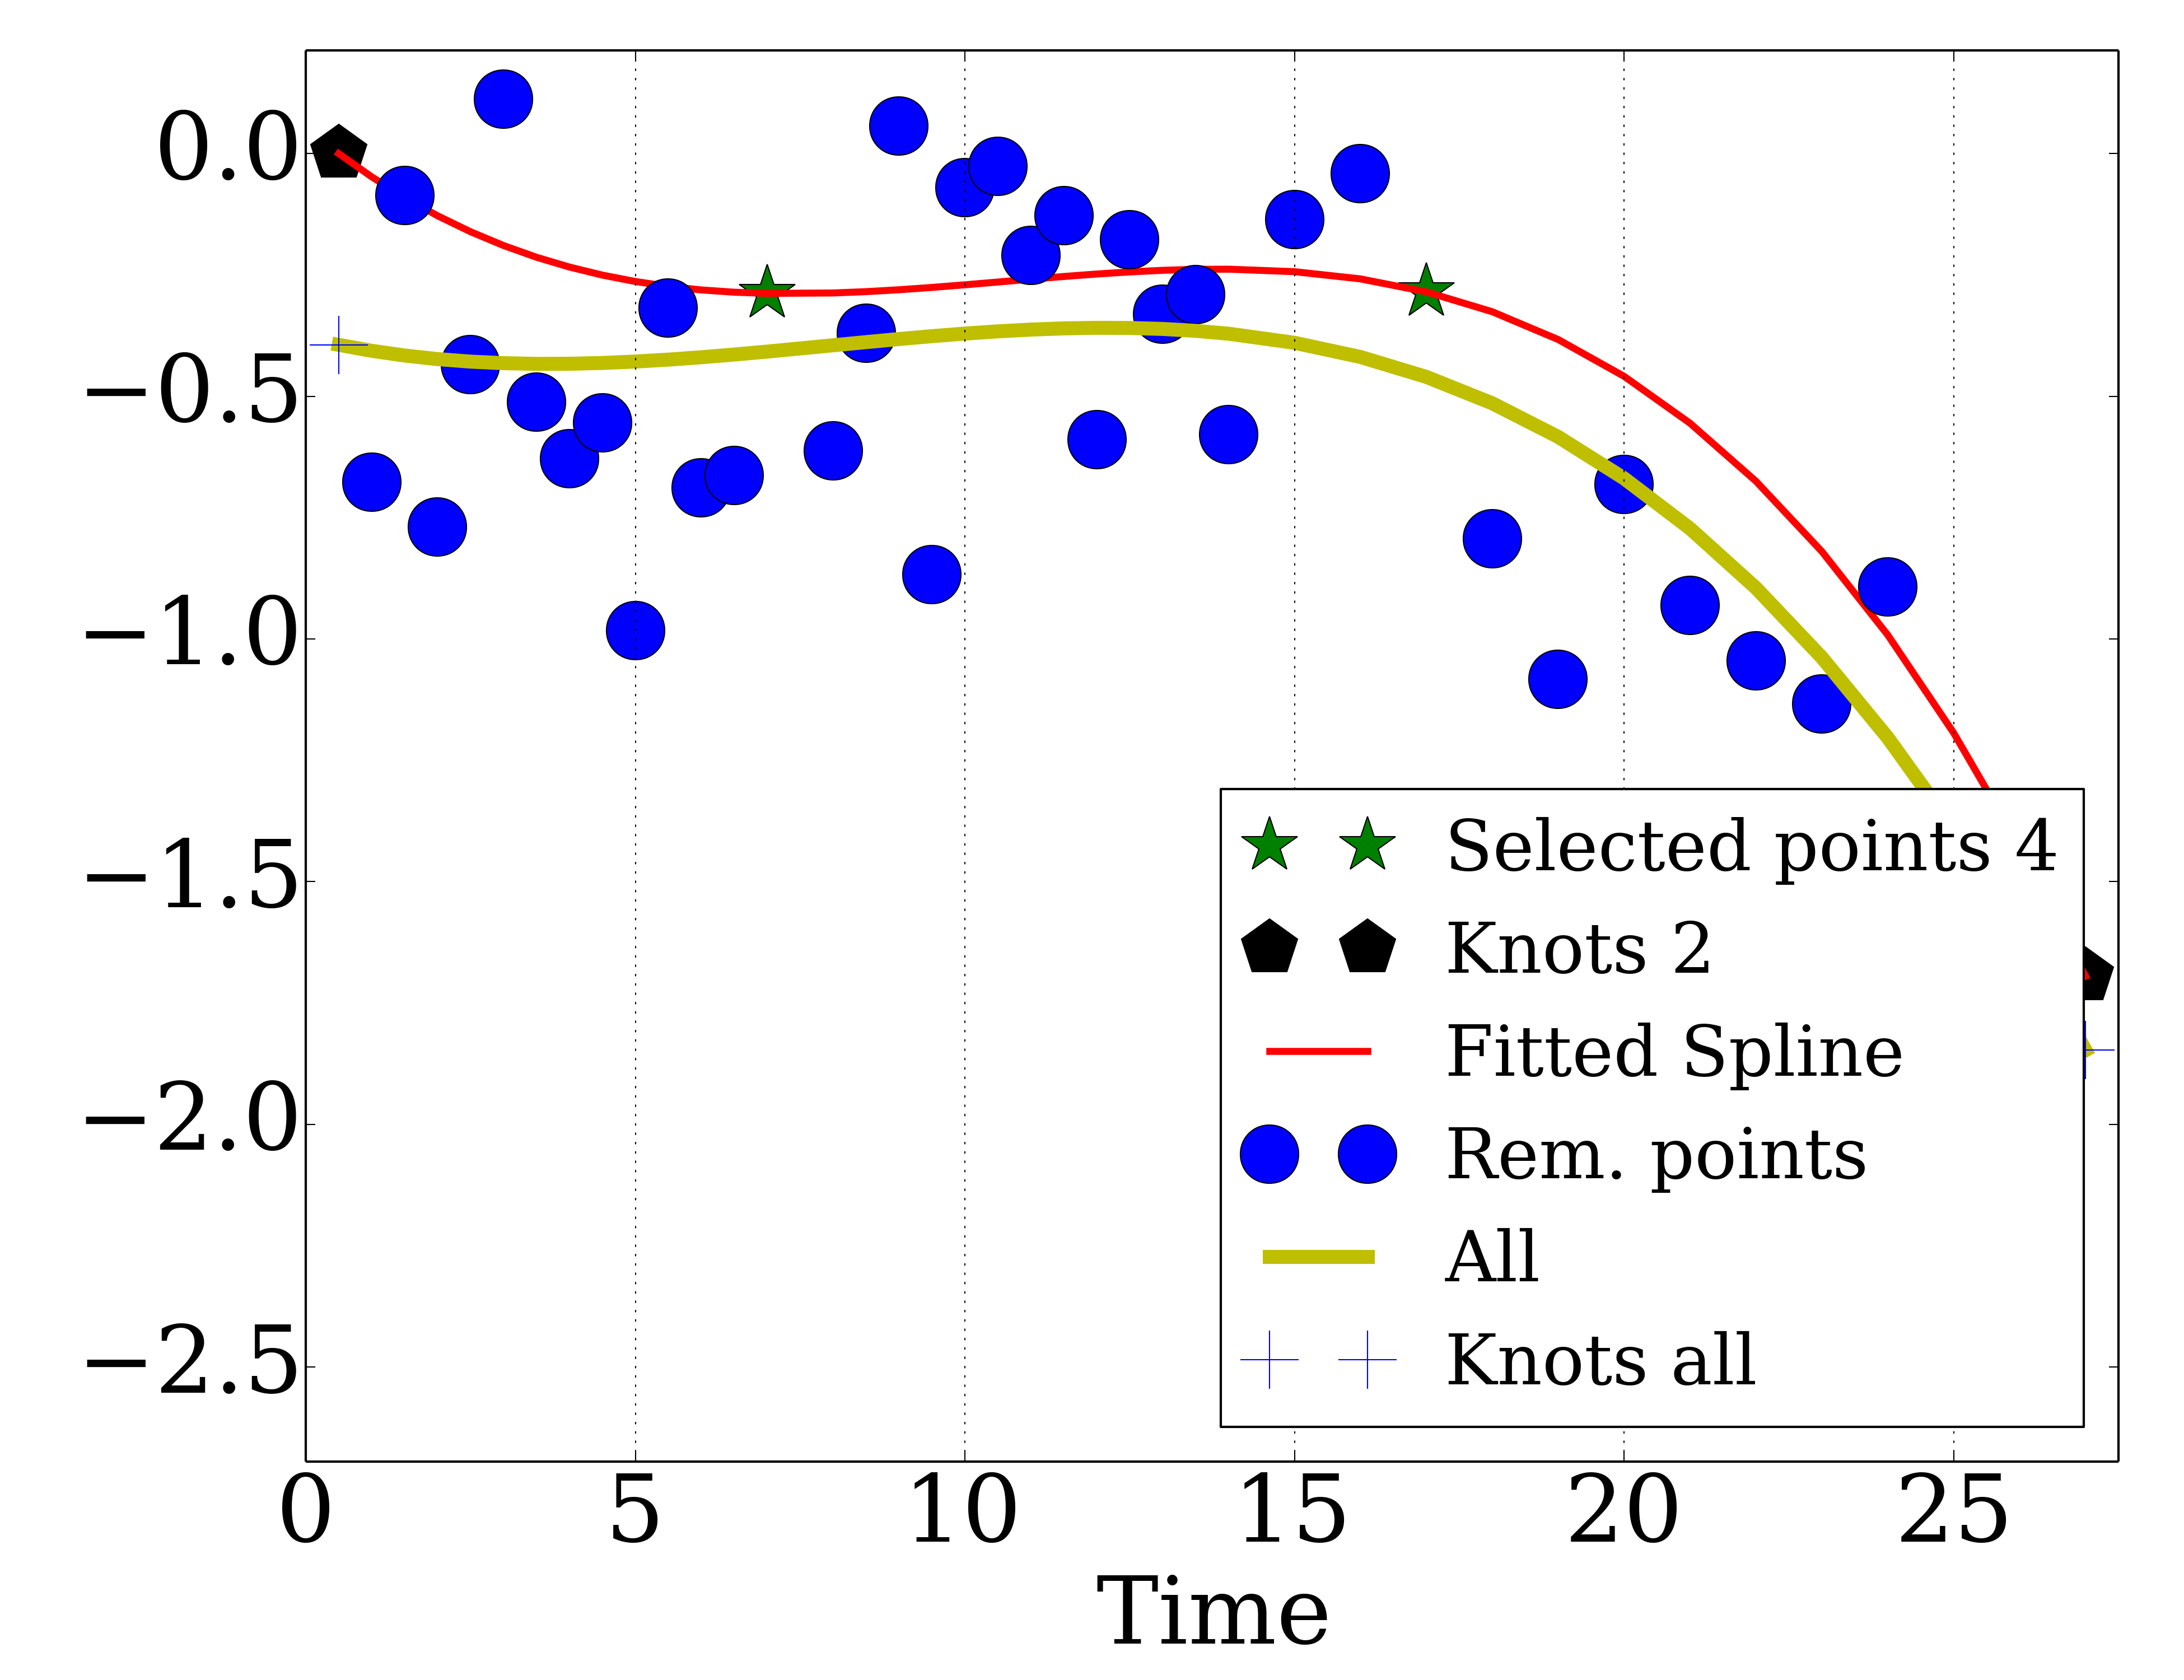 0.0
−0.5
−1.0
−1.5
−2.0
−2.5
Selected points 4
Knots 2
Fitted Spline
Rem. points
All
Knots all
0 5 10 15 20 25
Time